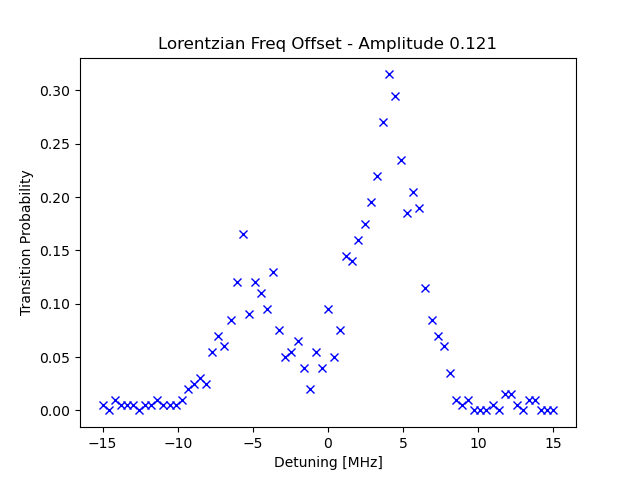 Lorentzian Freq Offset - Amplitude 0.121
0.30
0.25
0.20
0.15
0.10
0.05
0.00
Transition Probability
−15 −10 −5 0 5 10 15
Detuning [MHz]